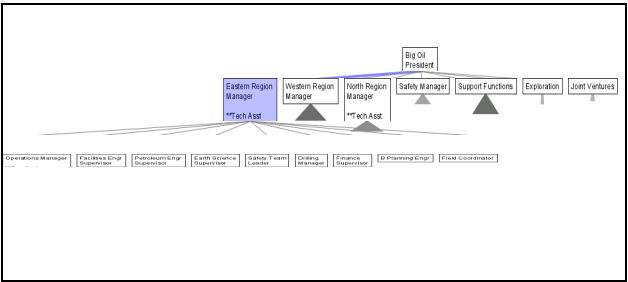 Big Oil
President
Eastern Region
Manager
**Tech Asst
Western Region
Manager
North Region
Manager
**Tech Asst
Safety Manager
Support Functions
Exploration
Joint Ventures
Operations Manager
Facilities Engr
Supervisor
Petroleum Engr
Supervisor
Earth Science
Supervisor
Safety Team
Leader
Drilling
Manager
Finance
Supervisor
B Planning Engr
Field Coordinator